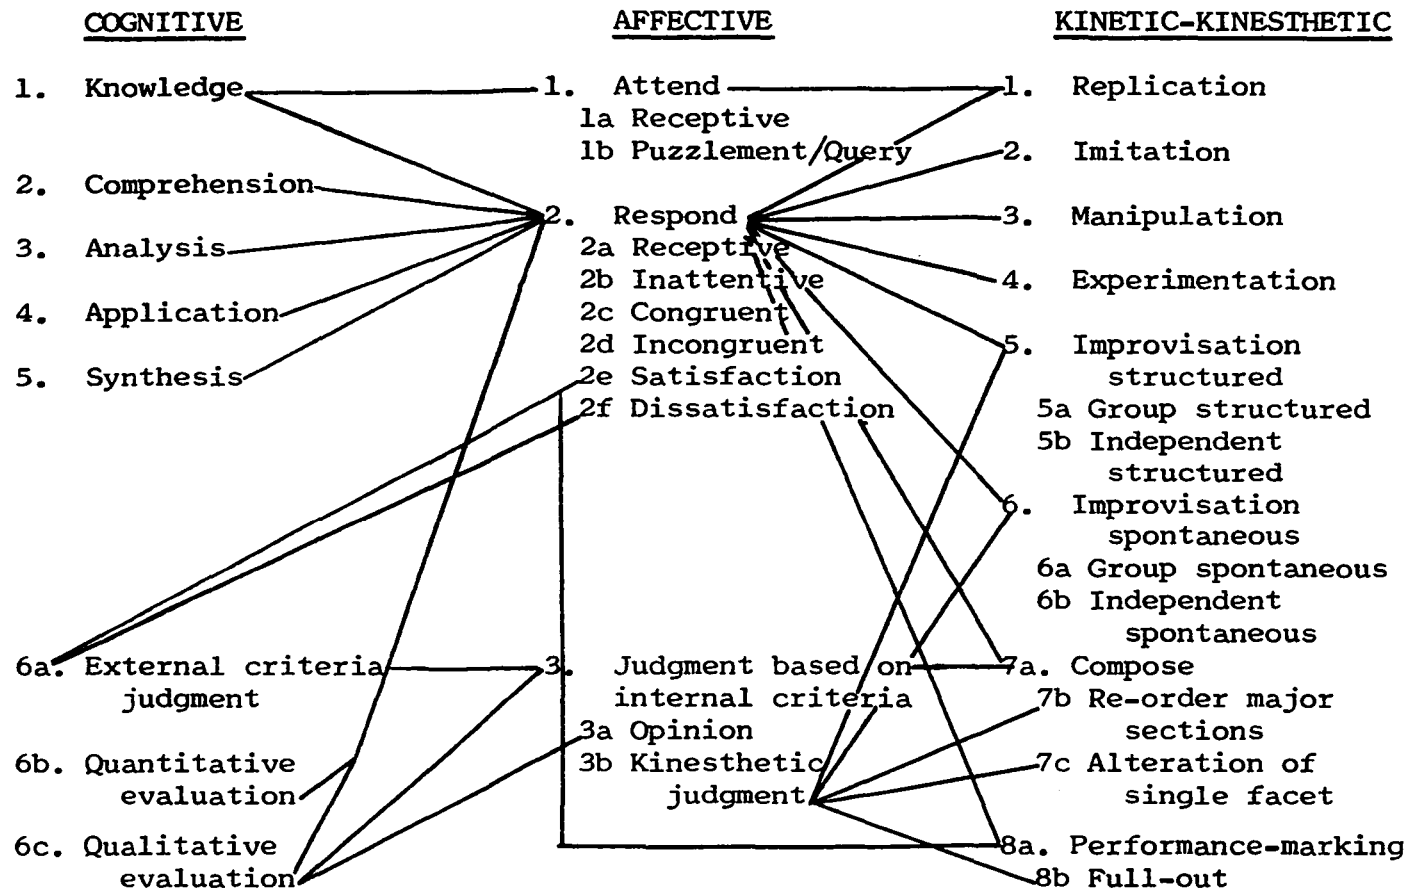 COGNITIVE
1. Knowledge
2. Comprehension
3. Analysis
4. Application
5. Synthesis
6a. External criteria
judgment
6b. Quantitative
evaluation
6c. Qualitative
evaluation
AFFECTIVE
1. Attend
1a Receptive
1b Puzzlement/Query
2. Respond
2a Receptive
2b Inattentive
2c Congruent
2d Incongruent
2e Satisfaction
2f Dissatisfaction
3. Judgment based on
internal criteria
3a Opinion
3b Kinesthetic
judgment
KINETIC-KINESTHETIC
1. Replication
2. Imitation
3. Manipulation
4. Experimentation
5. Improvisation
structured
5a Group structured
5b Independent
structured
6. Improvisation
spontaneous
6a Group spontaneous
6b Independent
spontaneous
7a. Compose
7b Re-order major
sections
7c Alteration of
single facet
8a. Performance-marking
8b Full-out